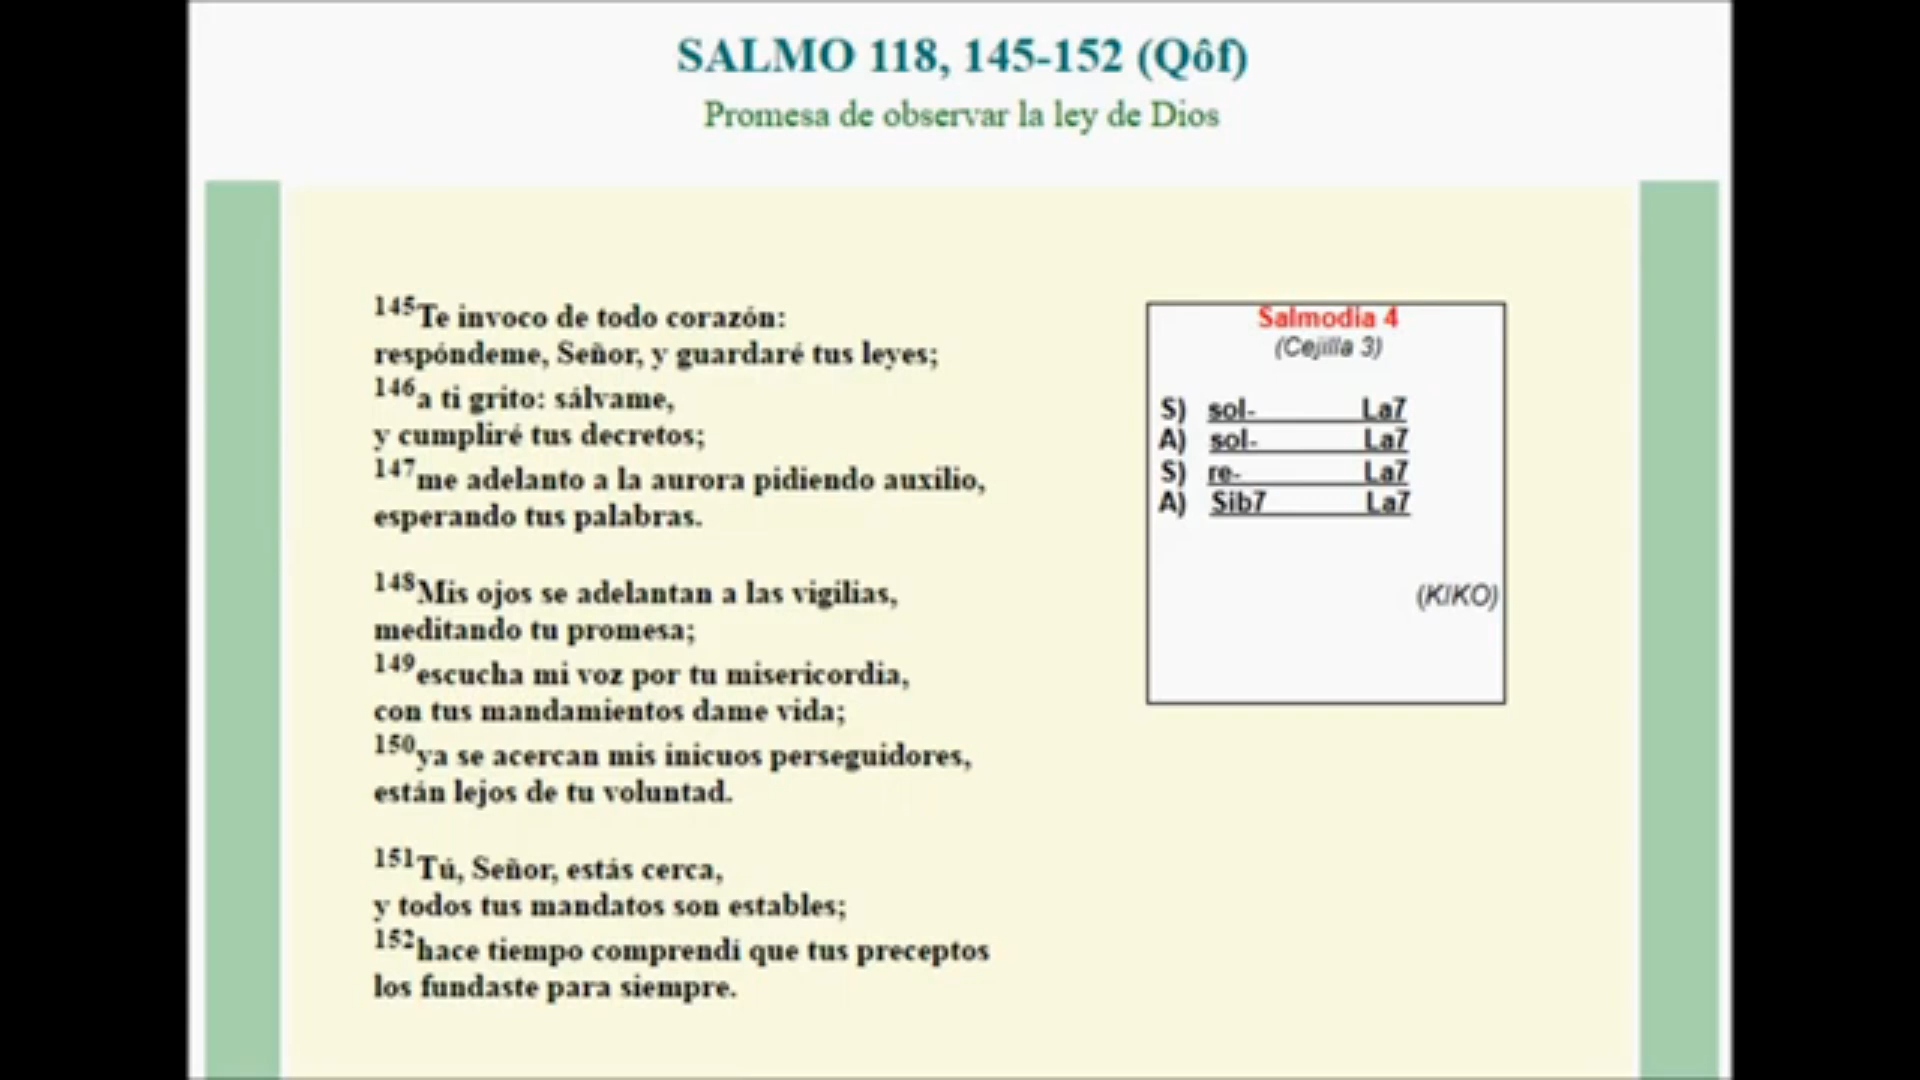 SALMO 118, 145-152 (Qôf)
Promesa de observar la ley de Dios
145Te invoco de todo corazón:
respóndeme, Señor, y guardaré tus leyes;
146a ti grito: sálvame,
y cumpliré tus decretos;
147me adelanto a la aurora pidiendo auxilio,
esperando tus palabras.
148Mis ojos se adelantan a las vigilias,
meditando tu promesa;
149escucha mi voz por tu misericordia,
con tus mandamientos dame vida;
150ya se acercan mis inicuos perseguidores,
están lejos de tu voluntad.
151Tú, Señor, estás cerca,
y todos tus mandatos son estables;
152hace tiempo comprendí que tus preceptos
los fundaste para siempre.
Salmodia 4
(Cejilla 3)
S) sol- La7
A) sol- La7
S) re- La7
A) Sib7 La7
(KIKO)